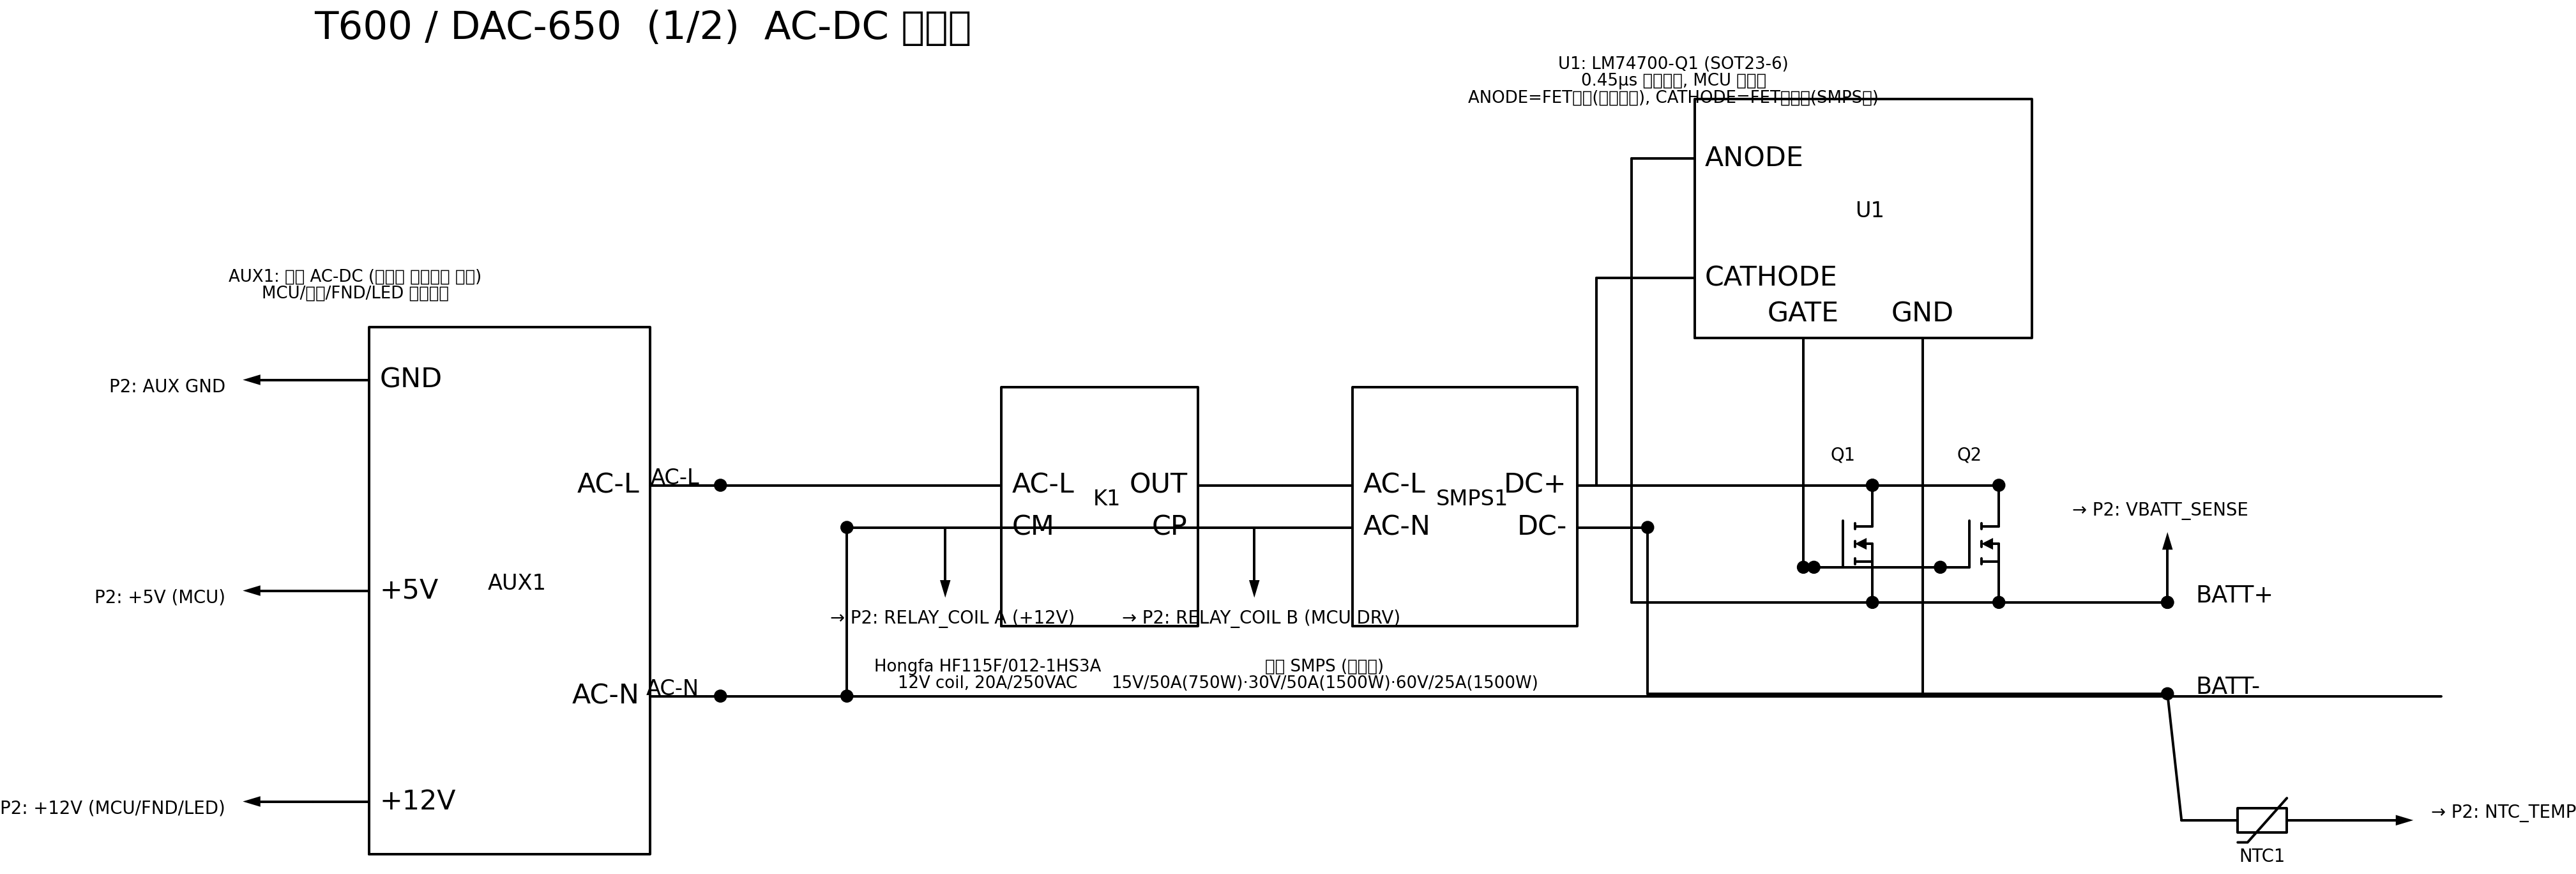 T600 / DAC-650 (1/2) AC-DC
U1: LM74700-Q1 (SOT23-6)
0.45μs , MCU
ANODE=FET( ), CATHODE=FET (SMPS )
ANODE
U1
CATHODE
GATE GND
AUX1: AC-DC ( )
MCU/ /FND/LED
P2: AUX GND
GND
AC-L
AC-L
AC-L
OUT
K1
CM
CP
AC-L
DC+
SMPS1
AC-N
DC-
Q1
Q2
→ P2: VBATT_SENSE
P2: +5V (MCU)
+5V
AUX1
BATT+
→ P2: RELAY_COIL A (+12V)
→ P2: RELAY_COIL B (MCU DRV)
Hongfa HF115F/012-1HS3A
12V coil, 20A/250VAC
SMPS ( )
15V/50A(750W)·30V/50A(1500W)·60V/25A(1500W)
AC-N
AC-N
BATT-
P2: +12V (MCU/FND/LED)
+12V
→ P2: NTC_TEMP
NTC1